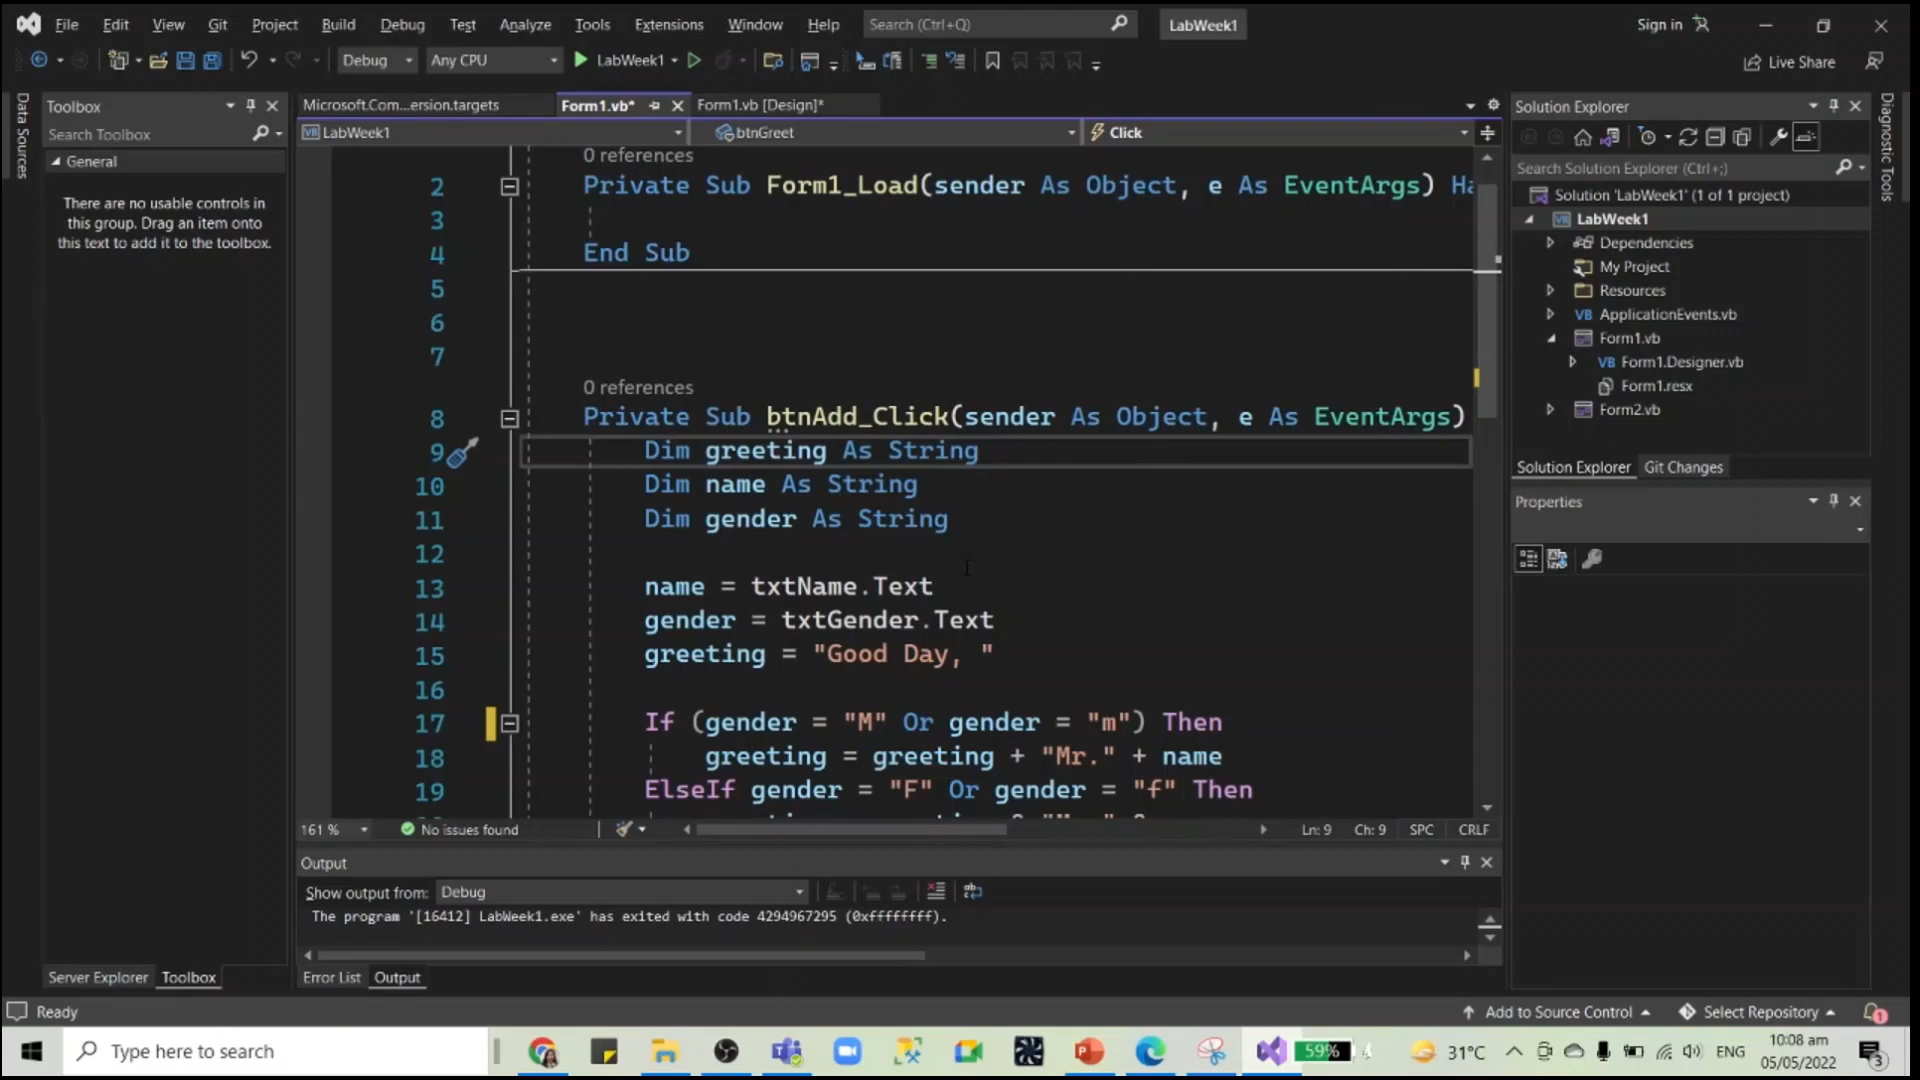 File Edit View Git Project Build Debug Test Analyze Tools Extensions Window Help Search (Ctrl+Q) LabWeek1 Sign in
Debug Any CPU LabWeek1 Live Share
Data Sources
Toolbox
Search Toolbox
General
There are no usable controls in
this group. Drag an item onto
this text to add it to the toolbox.
Server Explorer Toolbox
Microsoft.Com...ersion.targets Form1.vb* Form1.vb [Design]*
LabWeek1 btnGreet Click
0 references
2 Private Sub Form1_Load(sender As Object, e As EventArgs) Ha
3
4 End Sub
5
6
7
0 references
8 Private Sub btnAdd_Click(sender As Object, e As EventArgs)
9 Dim greeting As String
10 Dim name As String
11 Dim gender As String
12
13 name = txtName.Text
14 gender = txtGender.Text
15 greeting = "Good Day, "
16
17 If (gender = "M" Or gender = "m") Then
18 greeting = greeting + "Mr." + name
19 ElseIf gender = "F" Or gender = "f" Then
161 % No issues found Ln: 9 Ch: 9 SPC CRLF
Output
Show output from: Debug
The program '[16412] LabWeek1.exe' has exited with code 4294967295 (0xffffffff).
Error List Output
Solution Explorer
Search Solution Explorer (Ctrl+;)
Solution 'LabWeek1' (1 of 1 project)
LabWeek1
Dependencies
My Project
Resources
ApplicationEvents.vb
Form1.vb
Form1.Designer.vb
Form1.resx
Form2.vb
Solution Explorer Git Changes
Properties
Diagnostic Tools
Ready Add to Source Control Select Repository 1
Type here to search 59% 31°C ENG 10:08 am
05/05/2022 3